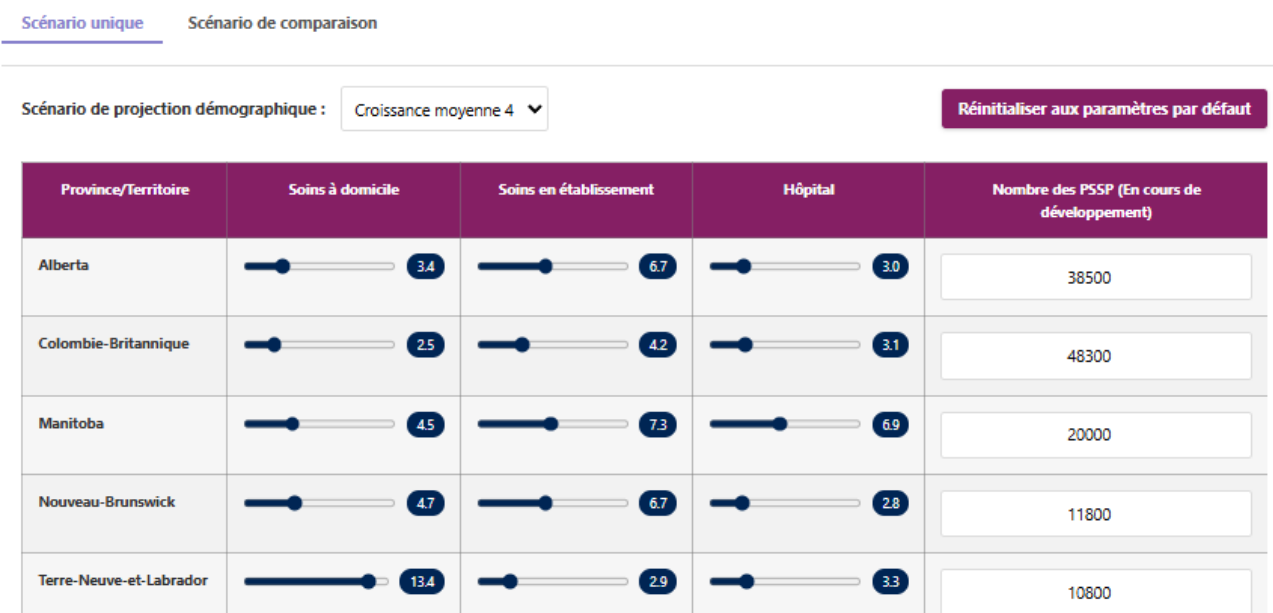 Scénario unique Scénario de comparaison
Scénario de projection démographique : Croissance moyenne 4 Réinitialiser aux paramètres par défaut
Province/Territoire Soins à domicile Soins en établissement Hôpital Nombre des PSSP (En cours de
développement)
Alberta 3.4 6.7 3.0 38500
Colombie-Britannique 2.5 4.2 3.1 48300
Manitoba 4.5 7.3 6.9 20000
Nouveau-Brunswick 4.7 6.7 2.8 11800
Terre-Neuve-et-Labrador 13.4 2.9 3.3 10800